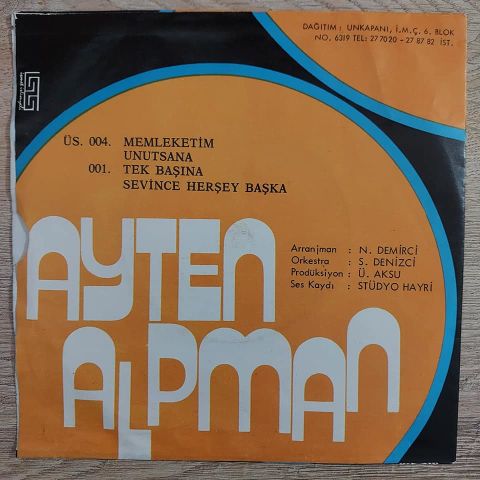 DAĞITIM : UNKAPANI, İ.M.Ç. 6. BLOK
NO. 6319 TEL: 27 70 20 - 27 87 82 İST.
ÜS. 004. MEMLEKETİM
UNUTSANA
001. TEK BAŞINA
SEVİNCE HERŞEY BAŞKA
AYTEN
ALPMAN
Arranjman : N. DEMİRCİ
Orkestra : S. DENİZCİ
Prodüksiyon : Ü. AKSU
Ses Kaydı : STÜDYO HAYRİ